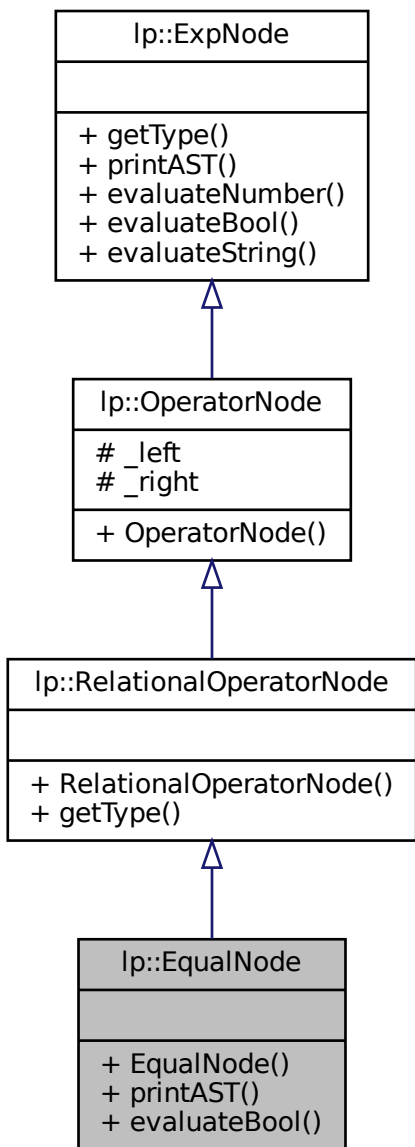 lp::ExpNode
+ getType()
+ printAST()
+ evaluateNumber()
+ evaluateBool()
+ evaluateString()
lp::OperatorNode
# _left
# _right
+ OperatorNode()
lp::RelationalOperatorNode
+ RelationalOperatorNode()
+ getType()
lp::EqualNode
+ EqualNode()
+ printAST()
+ evaluateBool()